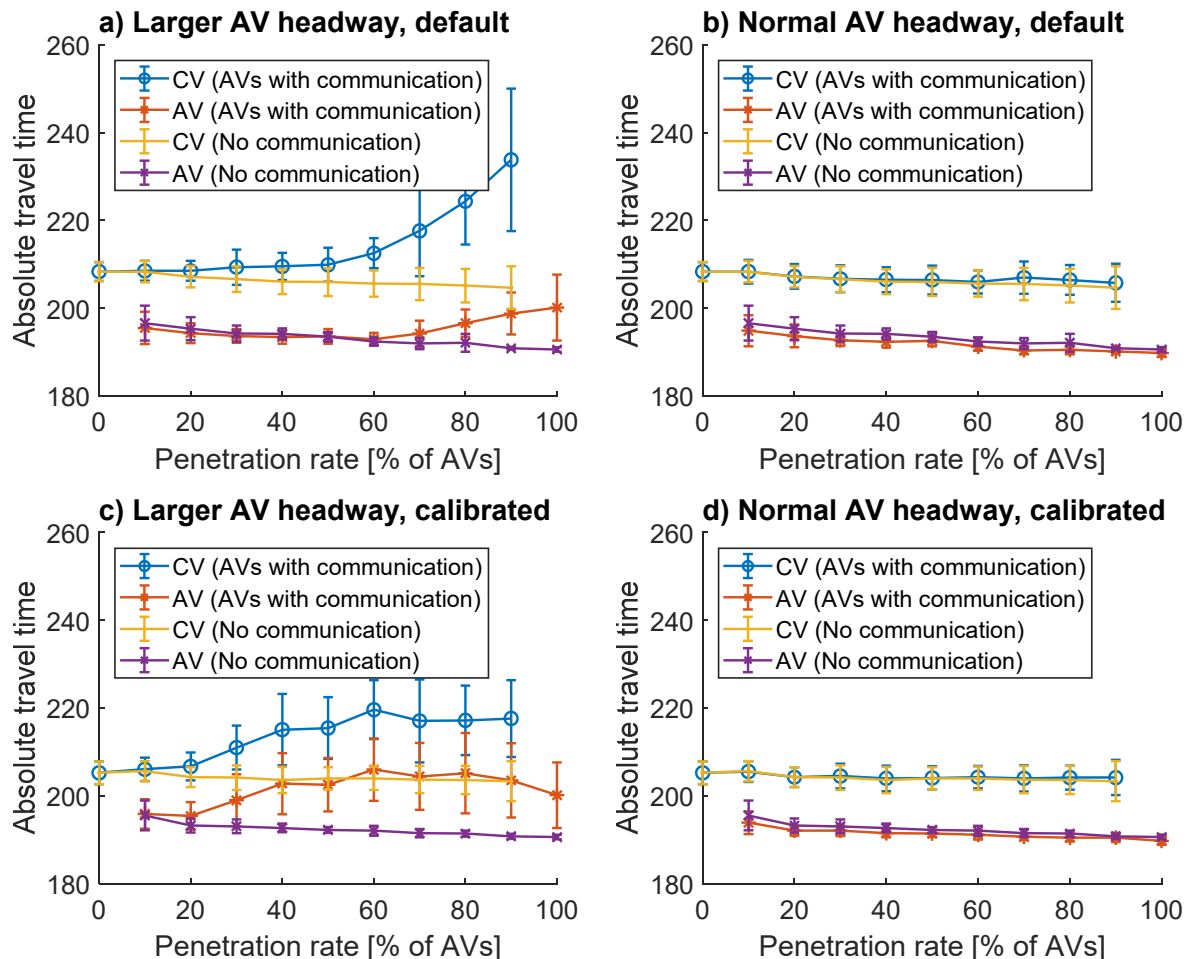 a) Larger AV headway, default
260
240
220
200
180
Absolute travel time
CV (AVs with communication)
AV (AVs with communication)
CV (No communication)
AV (No communication)
0 20 40 60 80 100
Penetration rate [% of AVs]
b) Normal AV headway, default
260
240
220
200
180
Absolute travel time
CV (AVs with communication)
AV (AVs with communication)
CV (No communication)
AV (No communication)
0 20 40 60 80 100
Penetration rate [% of AVs]
c) Larger AV headway, calibrated
260
240
220
200
180
Absolute travel time
CV (AVs with communication)
AV (AVs with communication)
CV (No communication)
AV (No communication)
0 20 40 60 80 100
Penetration rate [% of AVs]
d) Normal AV headway, calibrated
260
240
220
200
180
Absolute travel time
CV (AVs with communication)
AV (AVs with communication)
CV (No communication)
AV (No communication)
0 20 40 60 80 100
Penetration rate [% of AVs]